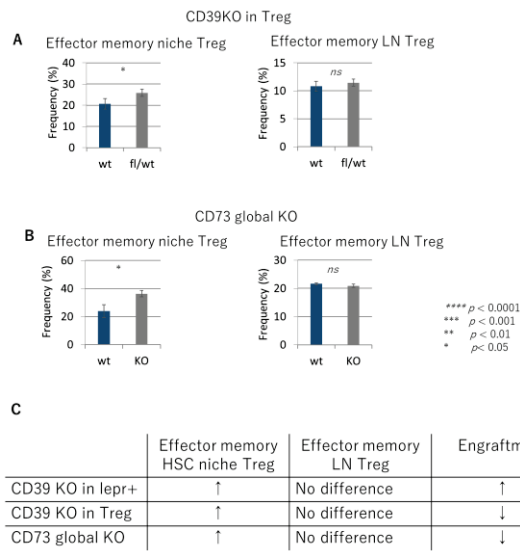 CD39KO in Treg
A
Effector memory niche Treg
Effector memory LN Treg
Frequency (%)
40
30
20
10
0
*
wt fl/wt
Frequency (%)
15
10
5
0
ns
wt fl/wt
CD73 global KO
B
Effector memory niche Treg
Effector memory LN Treg
Frequency (%)
60
40
20
0
*
wt KO
Frequency (%)
30
20
10
0
ns
wt KO
**** p < 0.0001
*** p < 0.001
** p < 0.01
* p< 0.05
C
Effector memory HSC niche Treg
Effector memory LN Treg
CD39 KO in lepr+ ↑ No difference ↑
CD39 KO in Treg ↑ No difference ↓
CD73 global KO ↑ No difference ↓